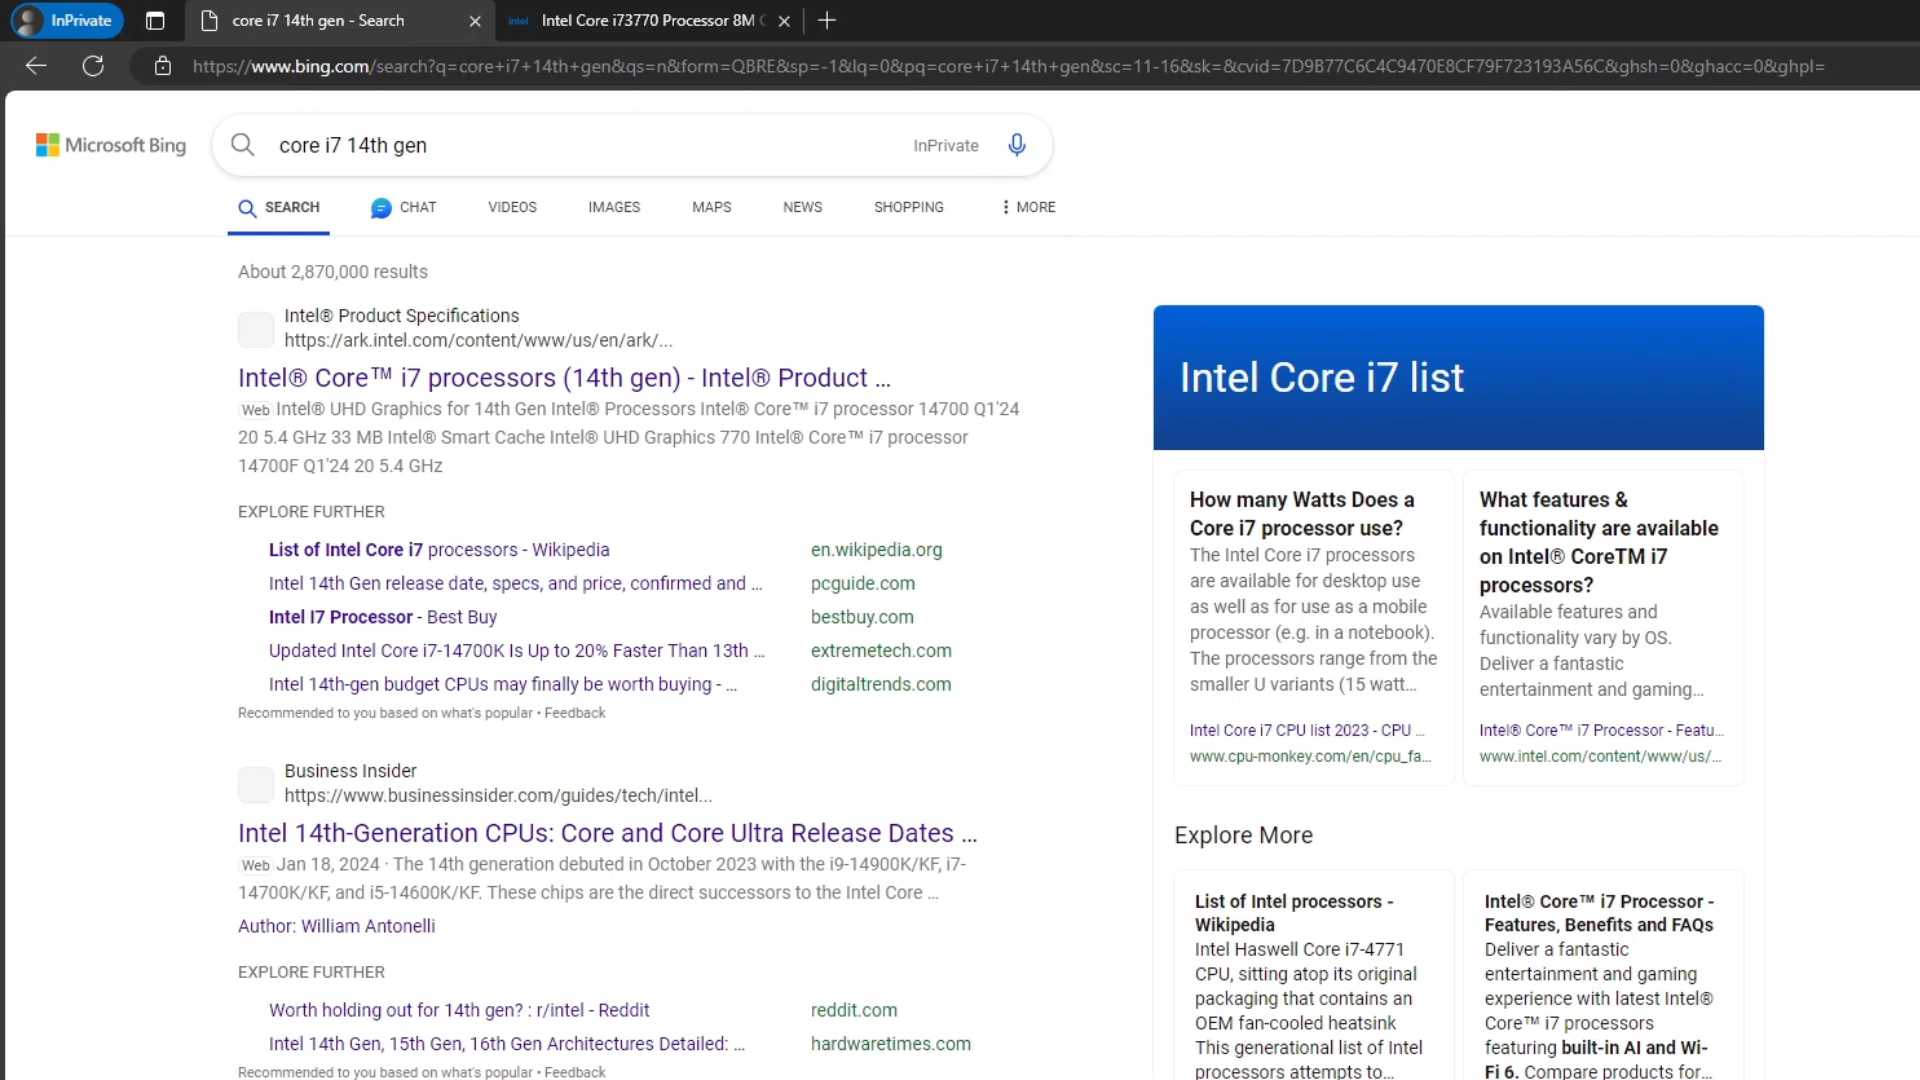 InPrivate
core i7 14th gen - Search
intel
Intel Core i73770 Processor 8M
https://www.bing.com/search?q=core+i7+14th+gen&qs=n&form=QBRE&sp=-1&lq=0&pq=core+i7+14th+gen&sc=11-16&sk=&cvid=7D9B77C6C4C9470E8CF79F723193A56C&ghsh=0&ghacc=0&ghpl=
Microsoft Bing
core i7 14th gen
InPrivate
SEARCH
CHAT
VIDEOS
IMAGES
MAPS
NEWS
SHOPPING
MORE
About 2,870,000 results
Intel® Product Specifications
https://ark.intel.com/content/www/us/en/ark/...
Intel® Core™ i7 processors (14th gen) - Intel® Product ...
Web Intel® UHD Graphics for 14th Gen Intel® Processors Intel® Core™ i7 processor 14700 Q1'24
20 5.4 GHz 33 MB Intel® Smart Cache Intel® UHD Graphics 770 Intel® Core™ i7 processor
14700F Q1'24 20 5.4 GHz
EXPLORE FURTHER
List of Intel Core i7 processors - Wikipedia
en.wikipedia.org
Intel 14th Gen release date, specs, and price, confirmed and ...
pcguide.com
Intel I7 Processor - Best Buy
bestbuy.com
Updated Intel Core i7-14700K Is Up to 20% Faster Than 13th ...
extremetech.com
Intel 14th-gen budget CPUs may finally be worth buying - ...
digitaltrends.com
Recommended to you based on what's popular • Feedback
Business Insider
https://www.businessinsider.com/guides/tech/intel...
Intel 14th-Generation CPUs: Core and Core Ultra Release Dates ...
Web Jan 18, 2024 · The 14th generation debuted in October 2023 with the i9-14900K/KF, i7-
14700K/KF, and i5-14600K/KF. These chips are the direct successors to the Intel Core ...
Author: William Antonelli
EXPLORE FURTHER
Worth holding out for 14th gen? : r/intel - Reddit
reddit.com
Intel 14th Gen, 15th Gen, 16th Gen Architectures Detailed: ...
hardwaretimes.com
Recommended to you based on what's popular • Feedback
Intel Core i7 list
How many Watts Does a
Core i7 processor use?
The Intel Core i7 processors
are available for desktop use
as well as for use as a mobile
processor (e.g. in a notebook).
The processors range from the
smaller U variants (15 watt...
Intel Core i7 CPU list 2023 - CPU ...
www.cpu-monkey.com/en/cpu_fa...
What features &
functionality are available
on Intel® CoreTM i7
processors?
Available features and
functionality vary by OS.
Deliver a fantastic
entertainment and gaming...
Intel® Core™ i7 Processor - Featu...
www.intel.com/content/www/us/...
Explore More
List of Intel processors -
Wikipedia
Intel Haswell Core i7-4771
CPU, sitting atop its original
packaging that contains an
OEM fan-cooled heatsink
This generational list of Intel
processors attempts to...
Intel® Core™ i7 Processor -
Features, Benefits and FAQs
Deliver a fantastic
entertainment and gaming
experience with latest Intel®
Core™ i7 processors
featuring built-in AI and Wi-
Fi 6. Compare products for...